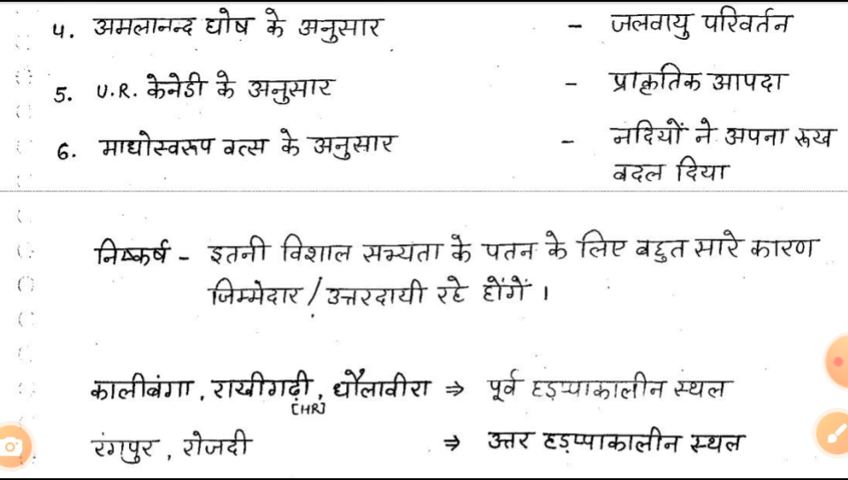 4. अमलानन्द घोष के अनुसार - जलवायु परिवर्तन
5. U.R. केनेडी के अनुसार - प्राकृतिक आपदा
6. माधोस्वरूप वत्स के अनुसार - नदियों ने अपना रूख
बदल दिया
निष्कर्ष - इतनी विशाल सभ्यता के पतन के लिए बहुत सारे कारण
जिम्मेदार / उत्तरदायी रहे होंगें ।
कालीबंगा, राखीगढ़ी, धौलावीरा ⇒ पूर्व हड़प्पाकालीन स्थल
[HR]
रंगपुर, रोजदी ⇒ उत्तर हड़प्पाकालीन स्थल